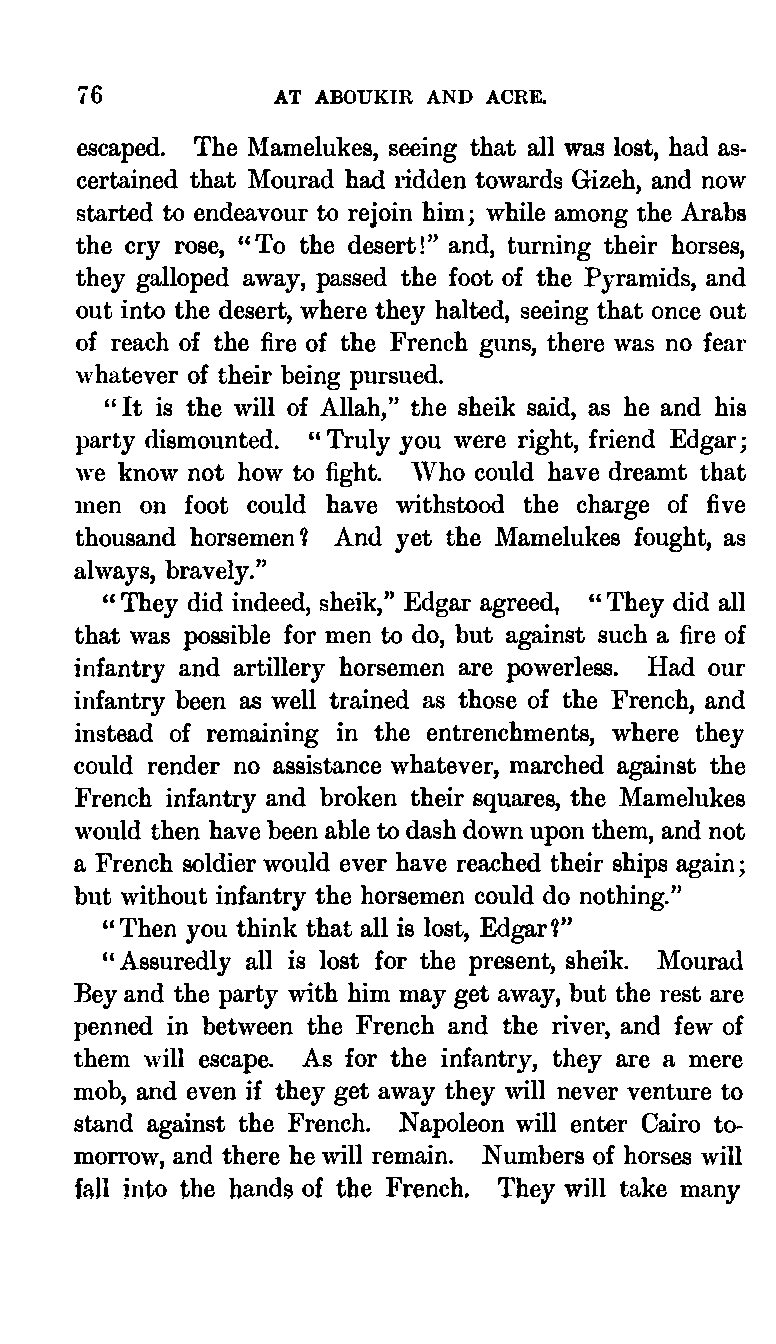 76 AT ABOUKIR AND ACRE.
escaped. The Mamelukes, seeing that all was lost, had as-
certained that Mourad had ridden towards Gizeh, and now
started to endeavour to rejoin him; while among the Arabs
the cry rose, "To the desert!" and, turning their horses,
they galloped away, passed the foot of the Pyramids, and
out into the desert, where they halted, seeing that once out
of reach of the fire of the French guns, there was no fear
whatever of their being pursued.
"It is the will of Allah," the sheik said, as he and his
party dismounted. "Truly you were right, friend Edgar;
we know not how to fight. Who could have dreamt that
men on foot could have withstood the charge of five
thousand horsemen? And yet the Mamelukes fought, as
always, bravely."
"They did indeed, sheik," Edgar agreed, "They did all
that was possible for men to do, but against such a fire of
infantry and artillery horsemen are powerless. Had our
infantry been as well trained as those of the French, and
instead of remaining in the entrenchments, where they
could render no assistance whatever, marched against the
French infantry and broken their squares, the Mamelukes
would then have been able to dash down upon them, and not
a French soldier would ever have reached their ships again;
but without infantry the horsemen could do nothing."
"Then you think that all is lost, Edgar?"
"Assuredly all is lost for the present, sheik. Mourad
Bey and the party with him may get away, but the rest are
penned in between the French and the river, and few of
them will escape. As for the infantry, they are a mere
mob, and even if they get away they will never venture to
stand against the French. Napoleon will enter Cairo to-
morrow, and there he will remain. Numbers of horses will
fall into the hands of the French. They will take many